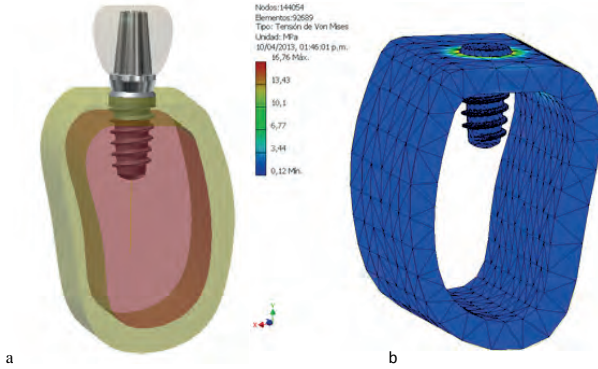 Nodos:144054
Elementos:92689
Tipo: Tensión de Von Mises
Unidad: MPa
10/04/2013, 01:46:01 p.m.
16,76 Máx.
13,43
10,1
6,77
3,44
0,12 Min.
Y
X
a
b